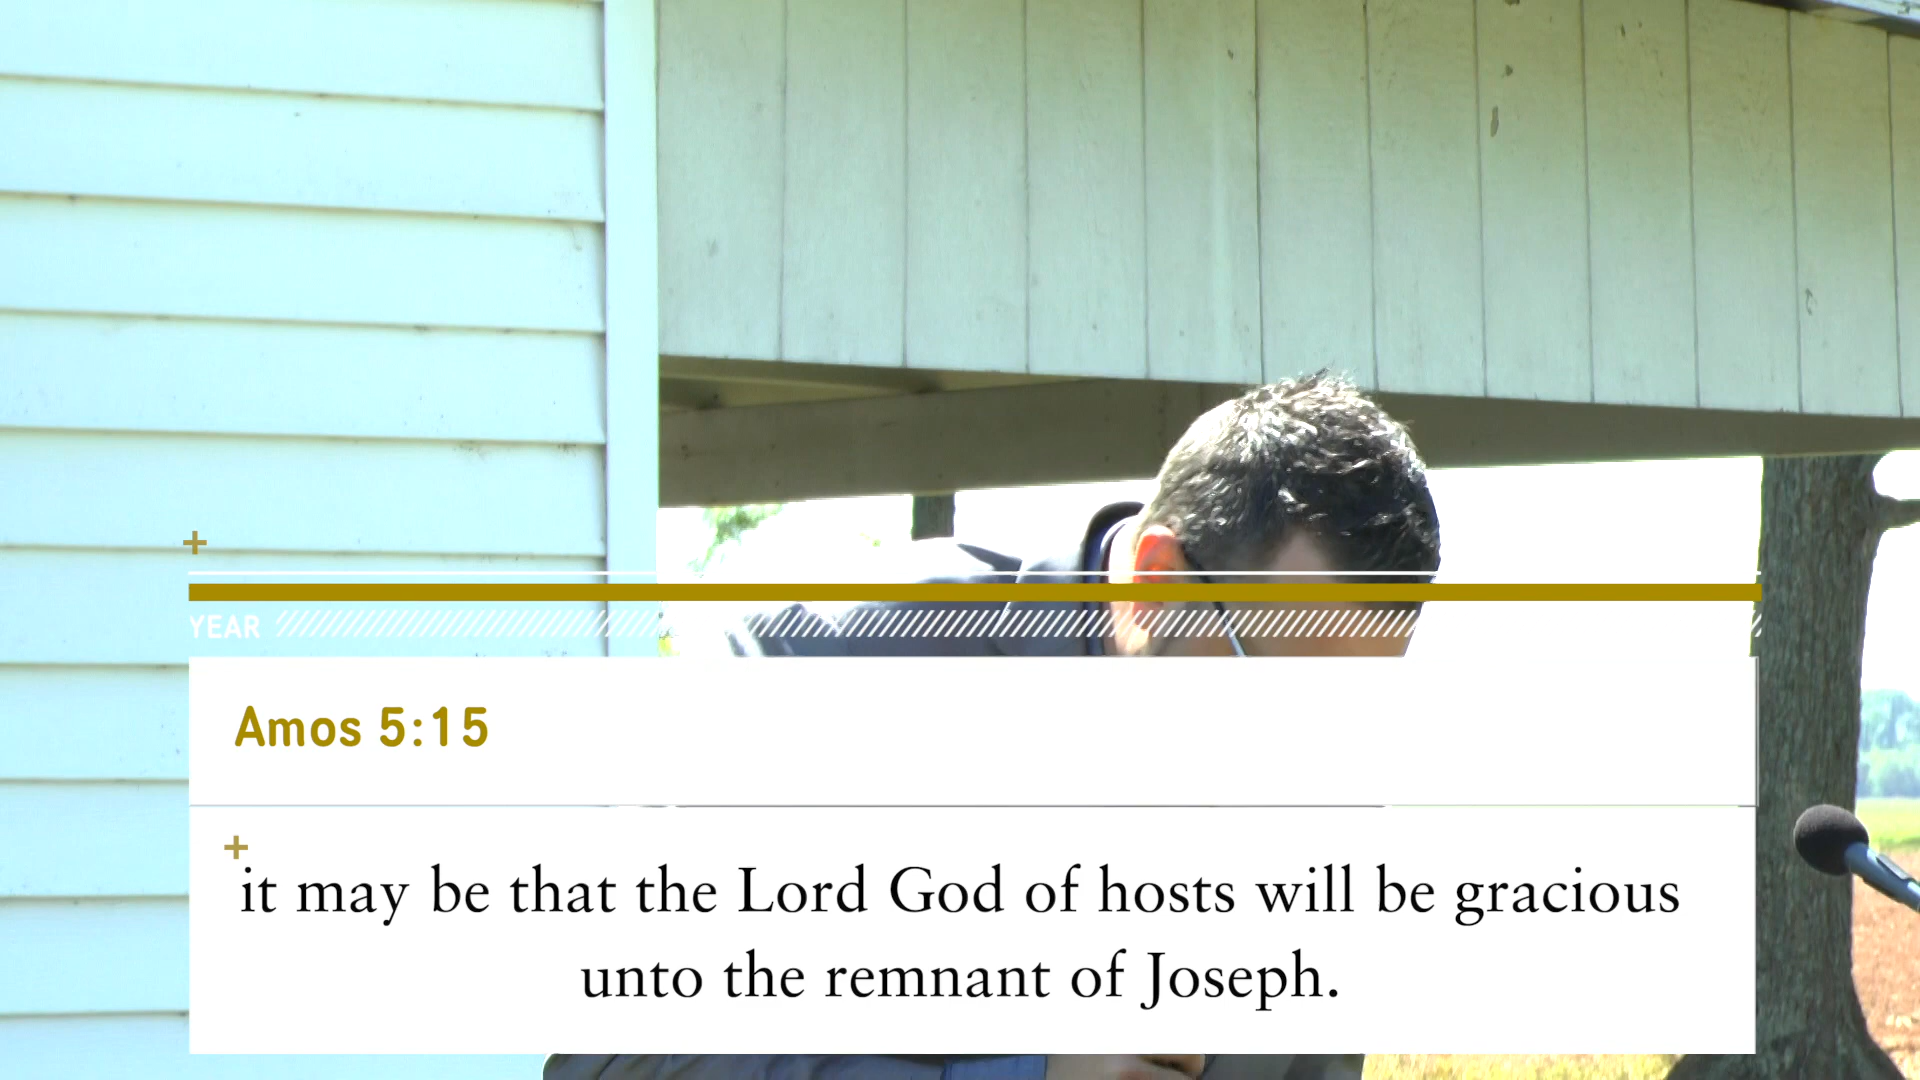 YEAR
Amos 5:15
it may be that the Lord God of hosts will be gracious
unto the remnant of Joseph.